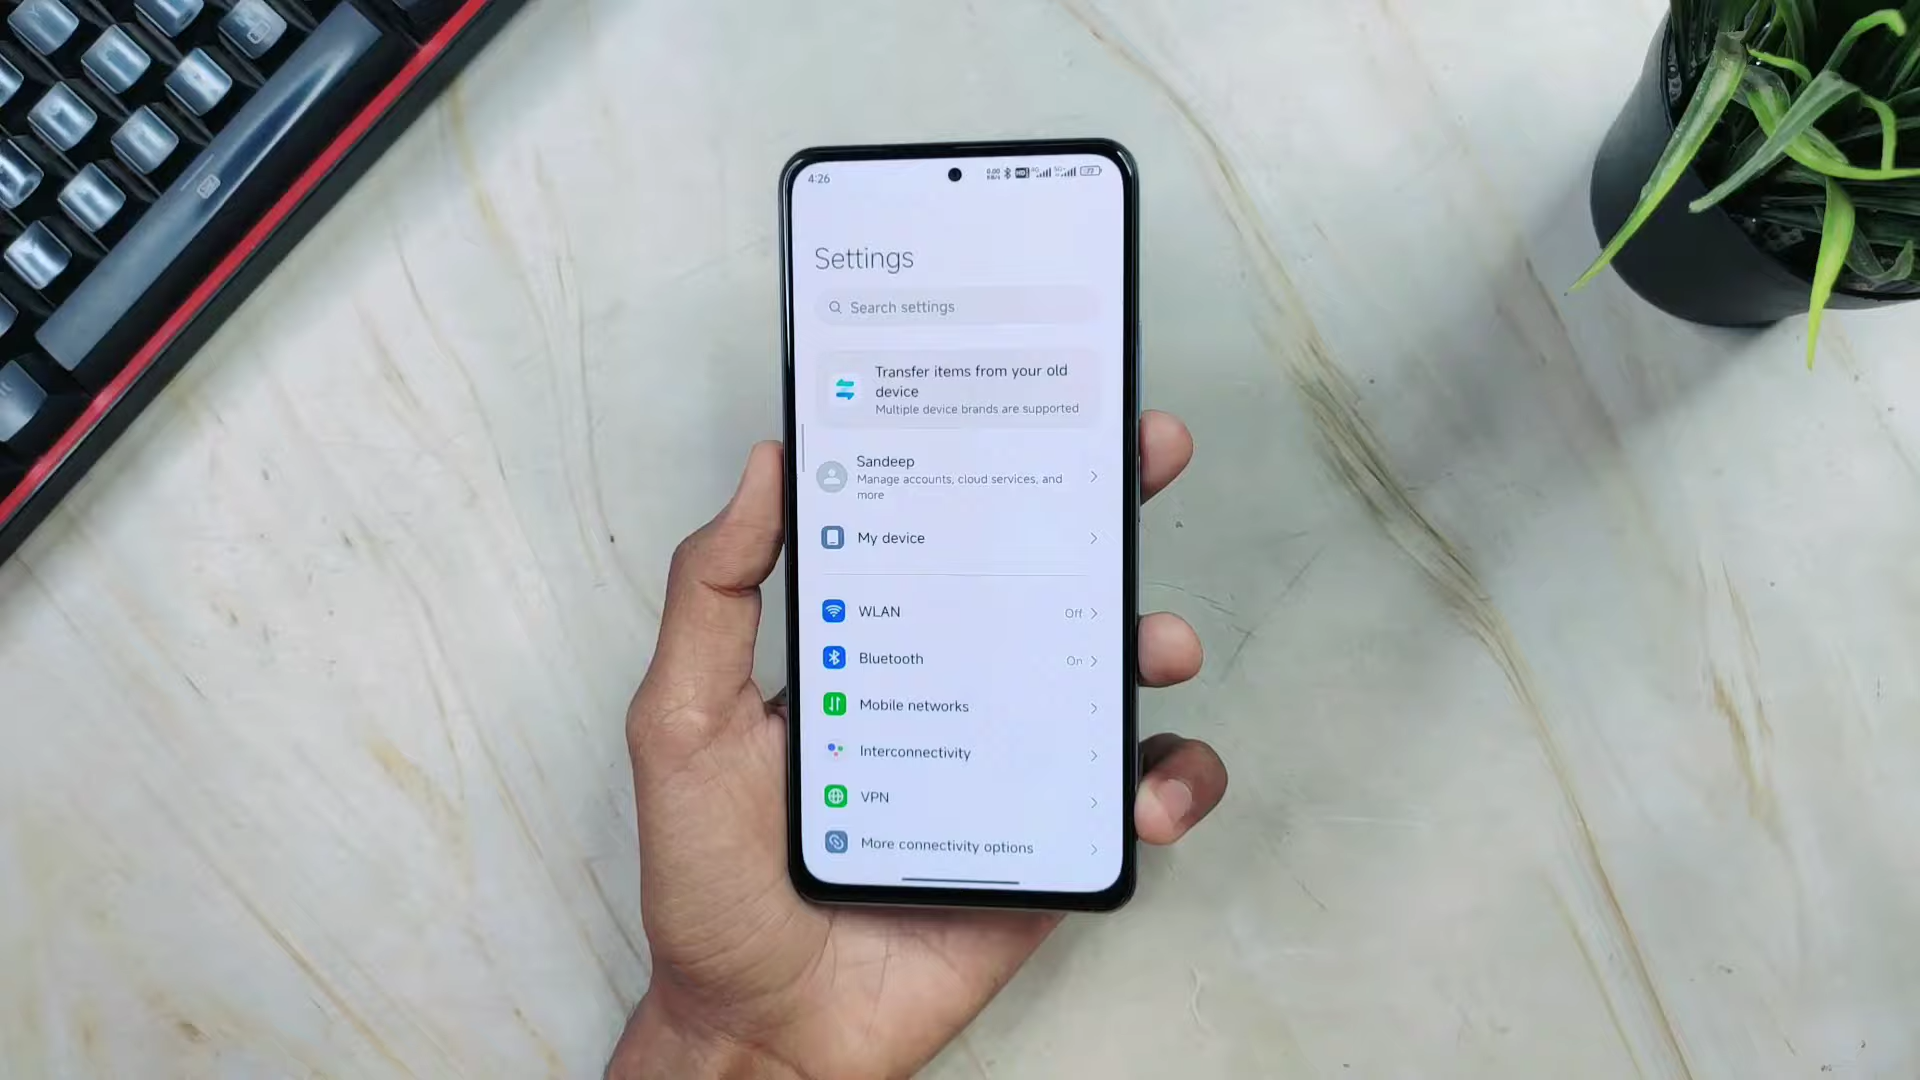 4:26
Settings
Search settings
Transfer items from your old
device
Multiple device brands are supported
Sandeep
Manage accounts, cloud services, and
more
My device
WLAN
Off
Bluetooth
On
Mobile networks
Interconnectivity
VPN
More connectivity options